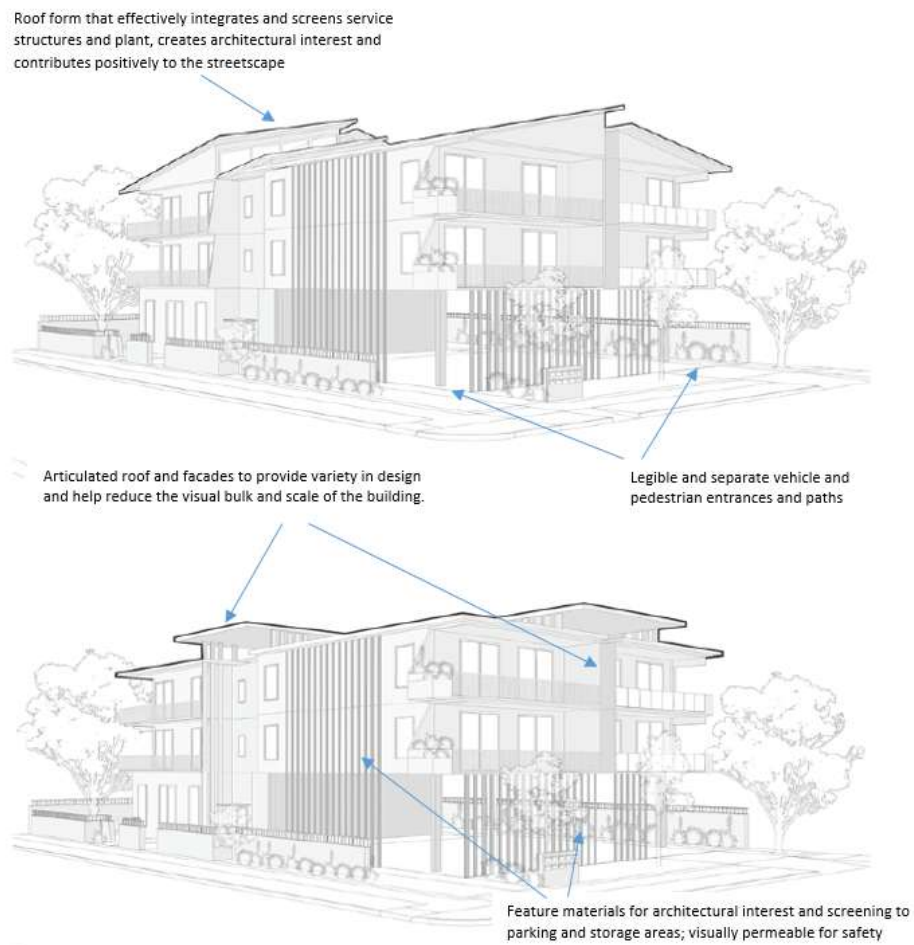 Roof form that effectively integrates and screens service
structures and plant, creates architectural interest and
contributes positively to the streetscape
Articulated roof and facades to provide variety in design
and help reduce the visual bulk and scale of the building.
Legible and separate vehicle and
pedestrian entrances and paths
Feature materials for architectural interest and screening to
parking and storage areas; visually permeable for safety